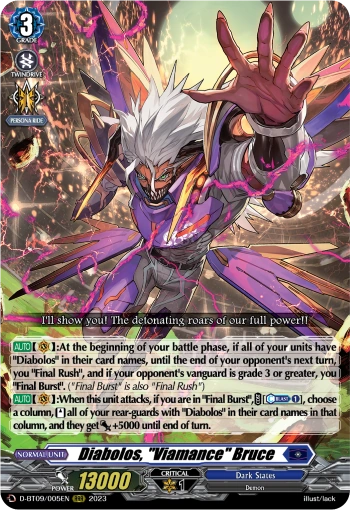 3
GRADE
TWINDRIVE
PERSONA RIDE
I'll show you! The detonating roars of our full power!!
AUTO :At the beginning of your battle phase, if all of your units have
"Diabolos" in their card names, until the end of your opponent's next turn,
you "Final Rush", and if your opponent's vanguard is grade 3 or greater, you
"Final Burst". ("Final Burst" is also "Final Rush")
AUTO :When this unit attacks, if you are in "Final Burst", BLAST 1, choose
a column, all of your rear-guards with "Diabolos" in their card names in that
column, and they get +5000 until end of turn.
NORMAL UNIT Diabolos, "Viamance" Bruce
POWER 13000 CRITICAL 1 Dark States
Demon
D-BT09/005EN RRR 2023 illust/lack